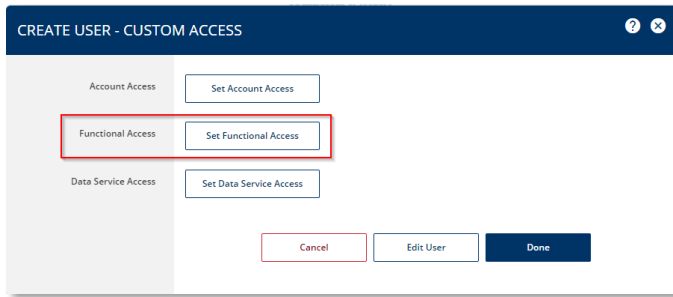 CREATE USER - CUSTOM ACCESS
Account Access Set Account Access
Functional Access Set Functional Access
Data Service Access Set Data Service Access
Cancel Edit User Done